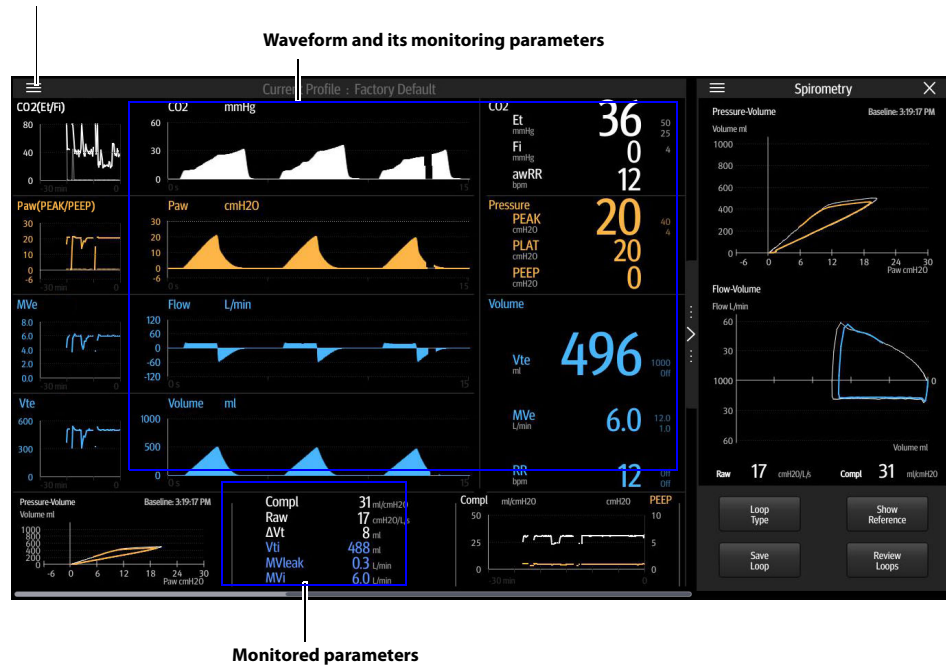 Waveform and its monitoring parameters
Current Profile : Factory Default
CO2(Et/Fi)
80
40
0
-30 min 0
CO2 mmHg
60
30
0
0 s 15
CO2
Et
mmHg
36
50
25
Fi
mmHg
0
4
awRR
bpm
12
Paw(PEAK/PEEP)
30
20
10
0
-6
-30 min 0
Paw cmH2O
30
20
10
0
-6
0 s 15
Pressure
PEAK
cmH2O
20
40
4
PLAT
cmH2O
20
PEEP
cmH2O
0
MVe
8.0
6.0
4.0
2.0
0.0
-30 min 0
Flow L/min
120
60
0
-60
-120
0 s 15
Volume
Vte
ml
496
1000
Off
MVe
L/min
6.0
12.0
1.0
RR
bpm
12
Off
Off
Vte
600
300
0
Volume ml
1000
500
0
0 s 15
Pressure-Volume Baseline: 3:19:17 PM
Volume ml
1000
800
600
400
200
0
-6 0 6 12 18 24 30
Paw cmH2O
Compl 31 ml/cmH2O
Raw 17 cmH2O/L/s
ΔVt 8 ml
Vti 488 ml
MVleak 0.3 L/min
MVi 6.0 L/min
Compl ml/cmH2O cmH2O PEEP
50 10
25 5
0 0
-30 min 0
Spirometry
Pressure-Volume Baseline: 3:19:17 PM
Volume ml
1000
800
600
400
200
0
-6 0 6 12 18 24 30
Paw cmH2O
Flow-Volume
Flow L/min
60
30
1000 0
30
60
Volume ml
Raw 17 cmH2O/L/s Compl 31 ml/cmH2O
Loop
Type
Show
Reference
Save
Loop
Review
Loops
Monitored parameters